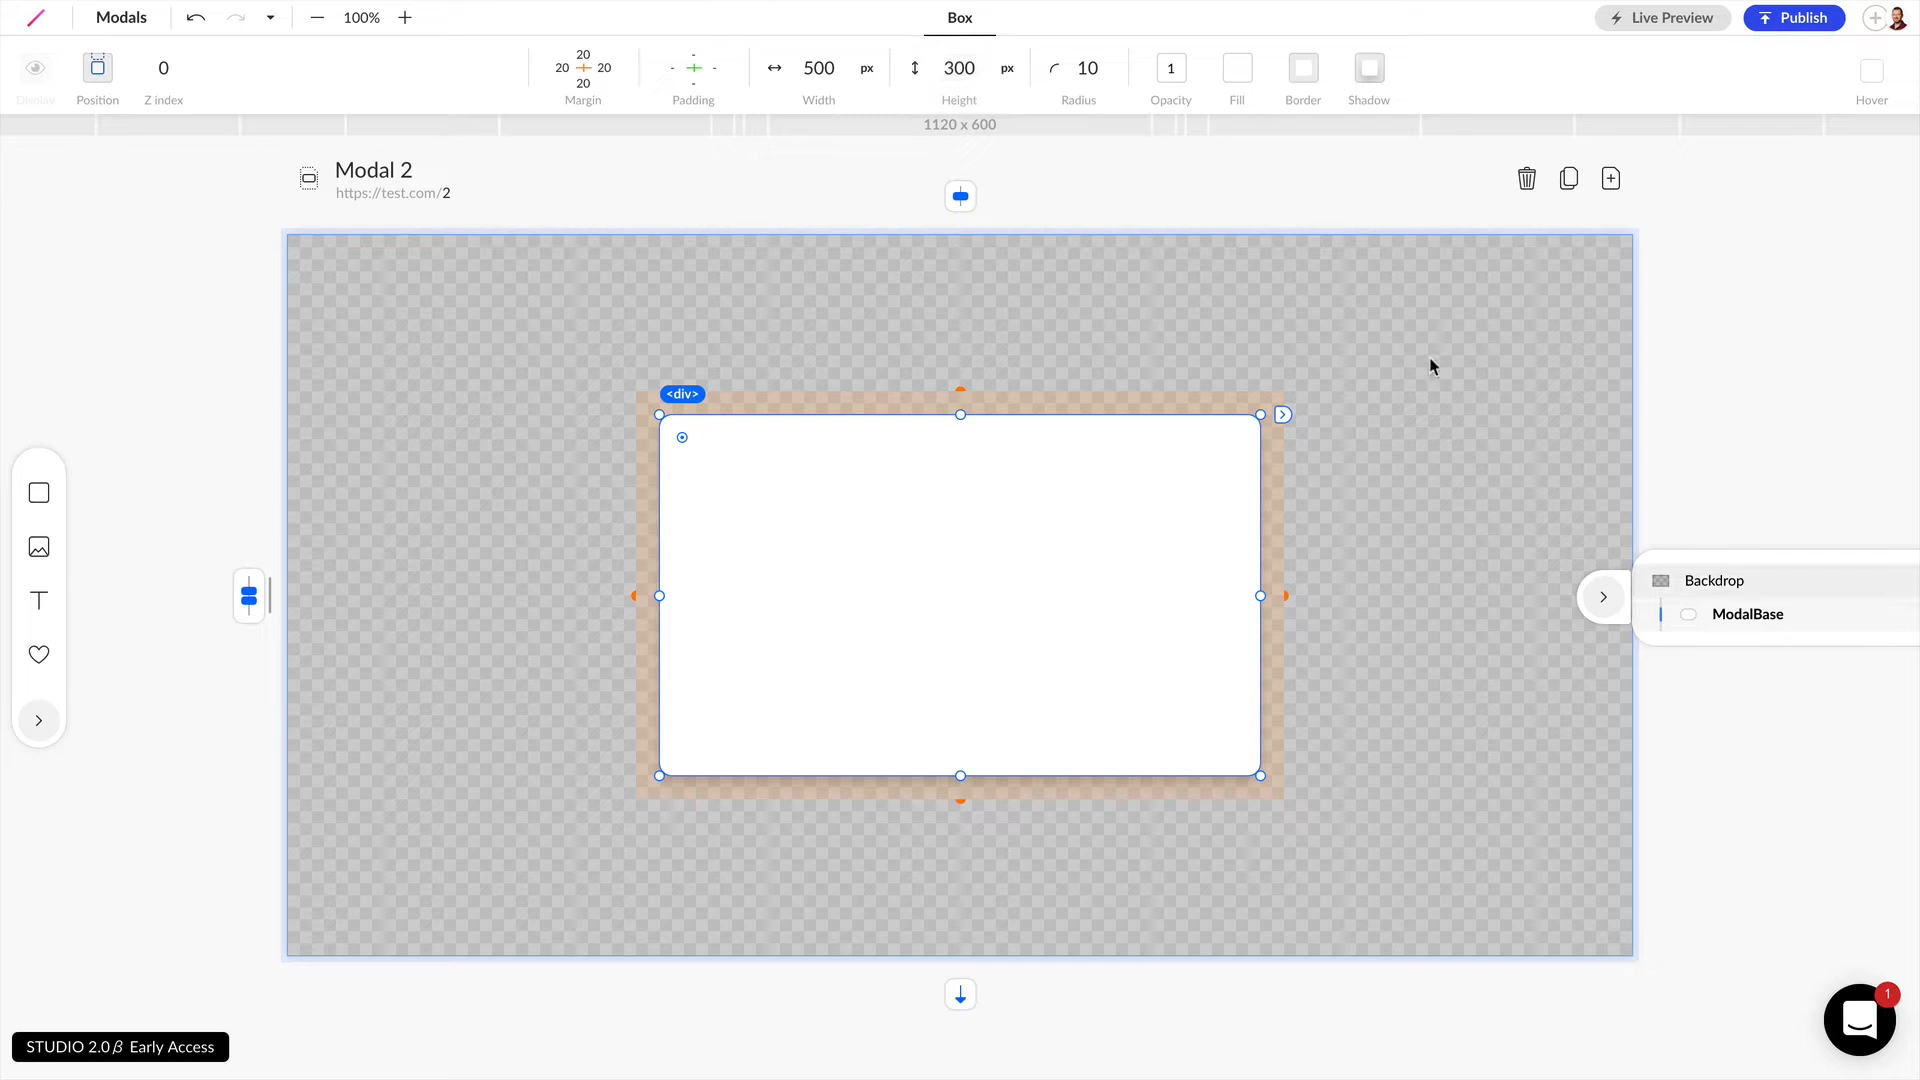 Modals
100%
Box
Live Preview
Publish
0
20
20 20
20
-
- -
-
500 px
300 px
10
1
Display
Position
Z index
Margin
Padding
Width
Height
Radius
Opacity
Fill
Border
Shadow
Hover
1120 x 600
Modal 2
https://test.com/2
<div>
Backdrop
ModalBase
1
STUDIO 2.0β Early Access